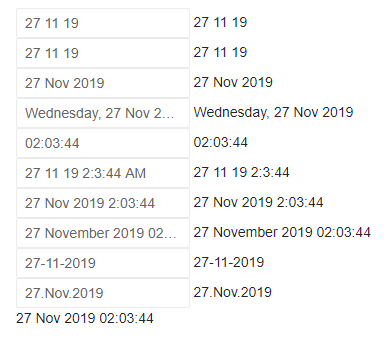 27 11 19 27 11 19
27 11 19 27 11 19
27 Nov 2019 27 Nov 2019
Wednesday, 27 Nov 2... Wednesday, 27 Nov 2019
02:03:44 02:03:44
27 11 19 2:3:44 AM 27 11 19 2:3:44
27 Nov 2019 2:03:44 27 Nov 2019 2:03:44
27 November 2019 02... 27 November 2019 02:03:44
27-11-2019 27-11-2019
27.Nov.2019 27.Nov.2019
27 Nov 2019 02:03:44